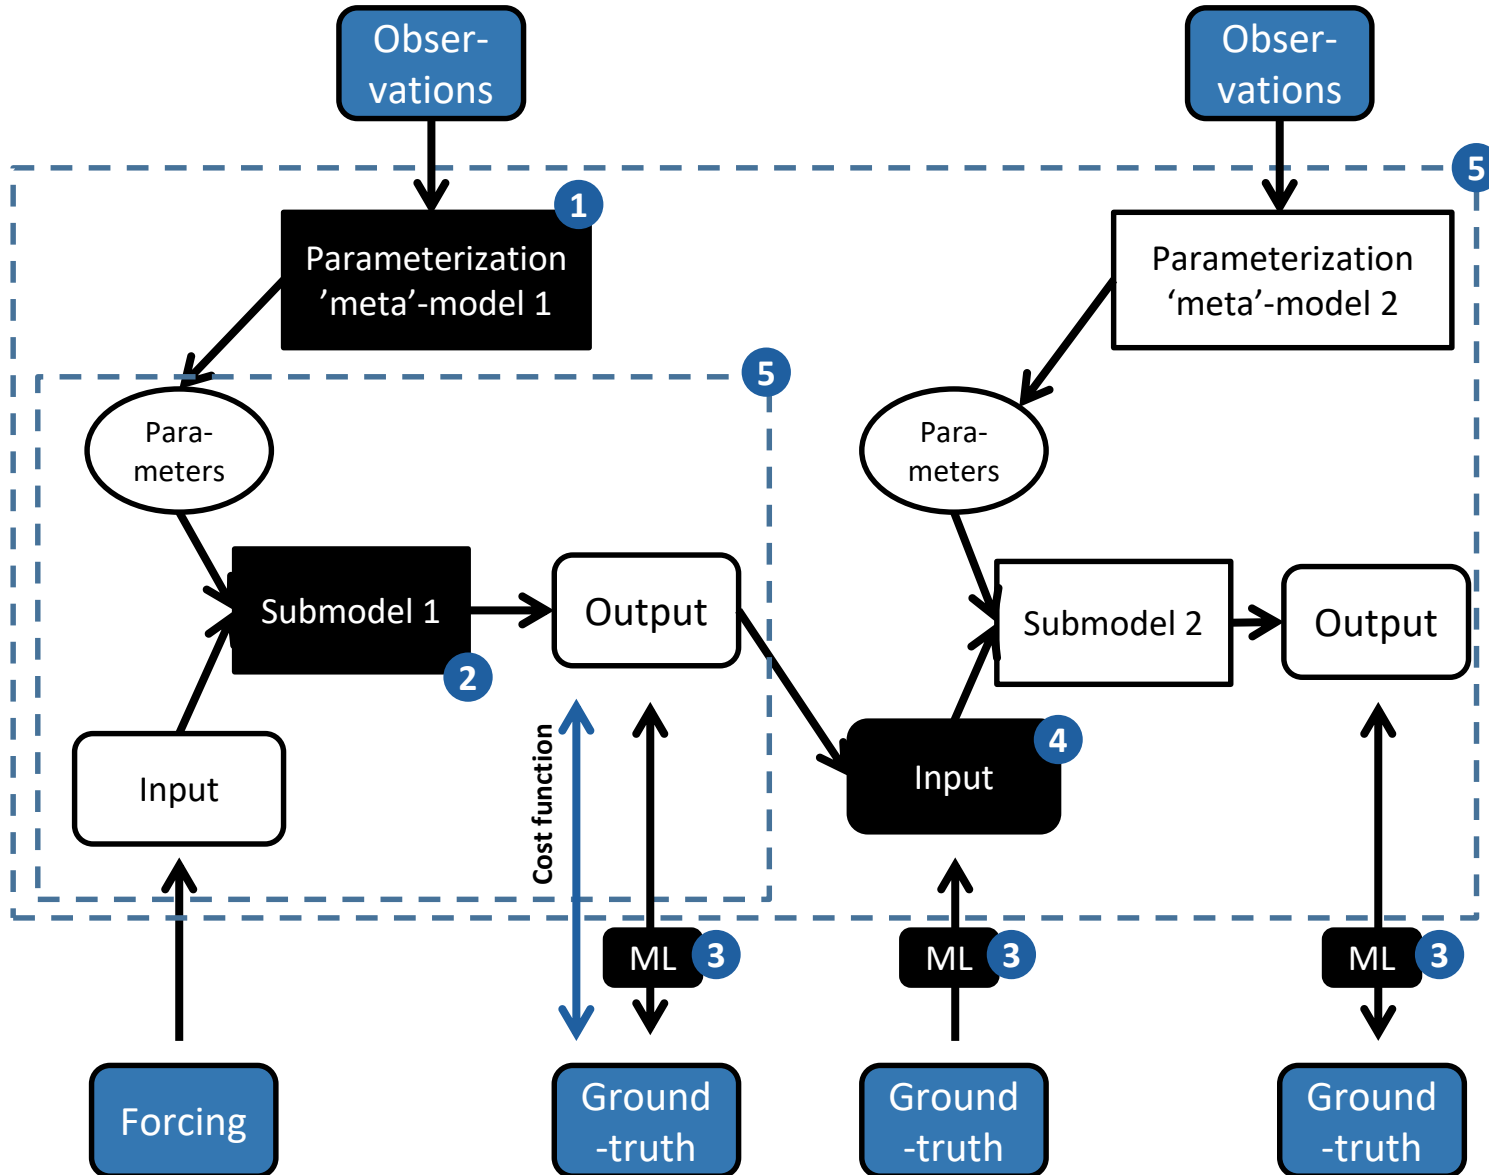 Obser-
vations
Obser-
vations
5
1
Parameterization
’meta’-model 1
Parameterization
‘meta’-model 2
5
Para-
meters
Para-
meters
Submodel 1
2
Output
Submodel 2
Output
Input
Cost function
Input
4
ML
3
ML
3
ML
3
Forcing
Ground
-truth
Ground
-truth
Ground
-truth